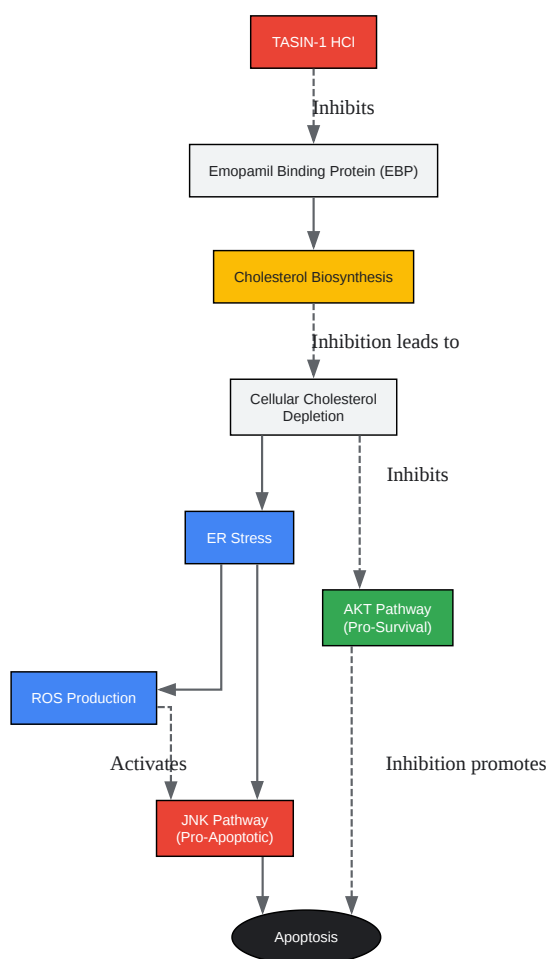 TASIN-1 HCl
Inhibits
Emopamil Binding Protein (EBP)
Cholesterol Biosynthesis
Inhibition leads to
Cellular Cholesterol
Depletion
Inhibits
ER Stress
AKT Pathway
(Pro-Survival)
ROS Production
Activates
Inhibition promotes
JNK Pathway
(Pro-Apoptotic)
Apoptosis